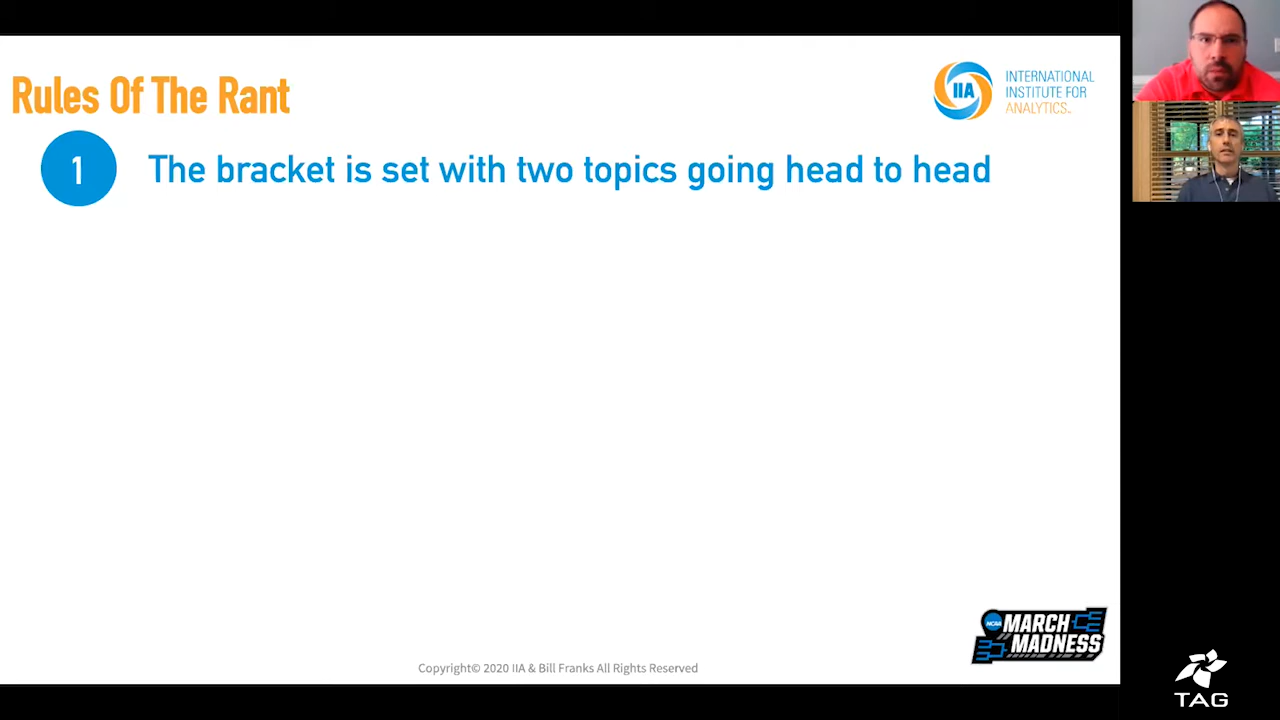 Rules Of The Rant
IIA
INTERNATIONAL
INSTITUTE FOR
ANALYTICS
1
The bracket is set with two topics going head to head
NCAA
MARCH
MADNESS
Copyright© 2020 IIA & Bill Franks All Rights Reserved
TAG